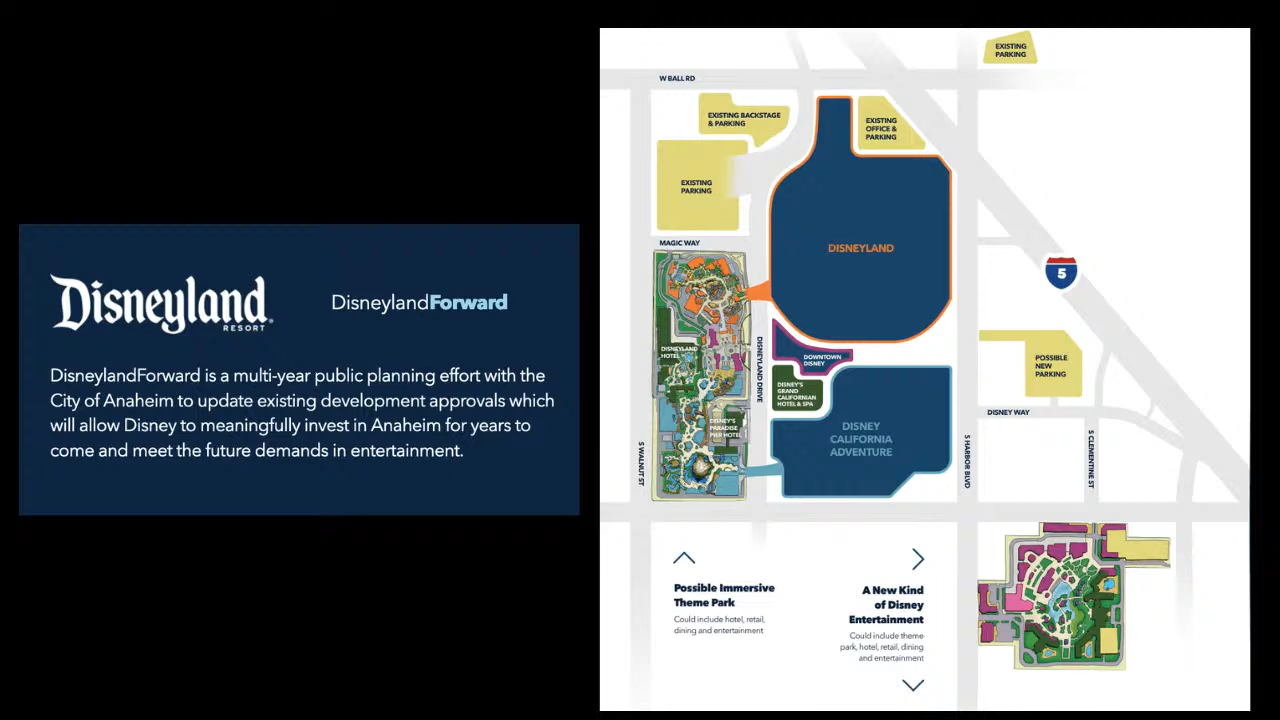 Disneyland
RESORT
DisneylandForward
DisneylandForward is a multi-year public planning effort with the
City of Anaheim to update existing development approvals which
will allow Disney to meaningfully invest in Anaheim for years to
come and meet the future demands in entertainment.
EXISTING
PARKING
W BALL RD
EXISTING BACKSTAGE
& PARKING
EXISTING
OFFICE &
PARKING
EXISTING
PARKING
MAGIC WAY
DISNEYLAND
5
DISNEYLAND
HOTEL
DISNEYLAND DRIVE
DOWNTOWN
DISNEY
POSSIBLE
NEW
PARKING
DISNEY'S
GRAND
CALIFORNIAN
HOTEL & SPA
DISNEY WAY
DISNEY'S
PARADISE
PIER HOTEL
DISNEY
CALIFORNIA
ADVENTURE
S WALNUT ST
S HARBOR BLVD
S CLEMENTINE ST
Possible Immersive
Theme Park
Could include hotel, retail,
dining and entertainment
A New Kind
of Disney
Entertainment
Could include theme
park, hotel, retail, dining
and entertainment